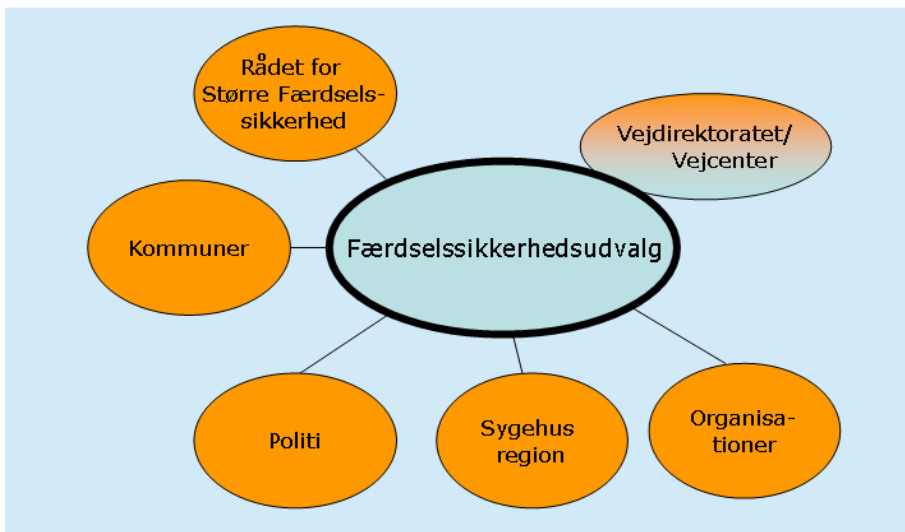 Rådet for
Større Færdsels-
sikkerhed
Vejdirektoratet/
Vejcenter
Kommuner
Færdselssikkerhedsudvalg
Politi
Sygehus
region
Organisa-
tioner